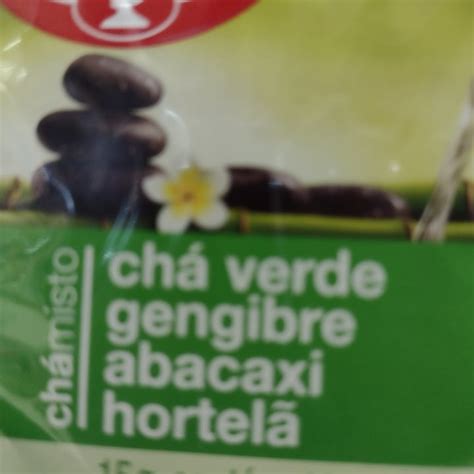 chámisto
chá verde
gengibre
abacaxi
hortelã